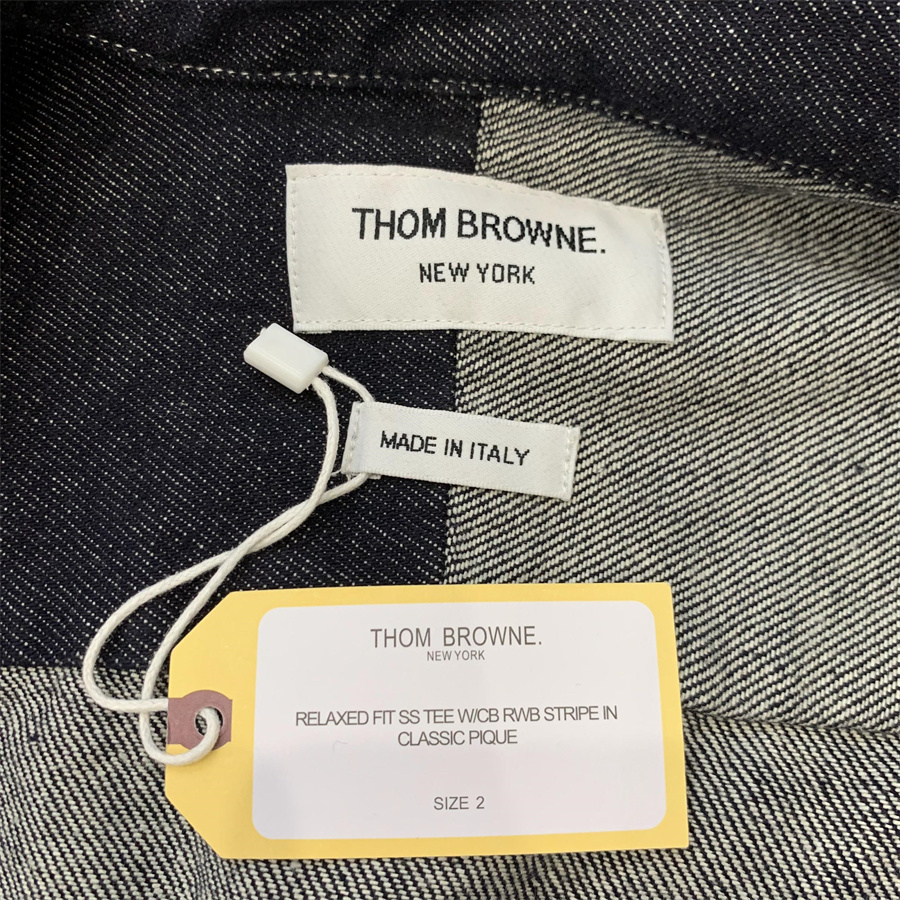 THOM BROWNE.
NEW YORK
MADE IN ITALY
THOM BROWNE.
NEW YORK
RELAXED FIT SS TEE W/CB RWB STRIPE IN
CLASSIC PIQUE
SIZE 2